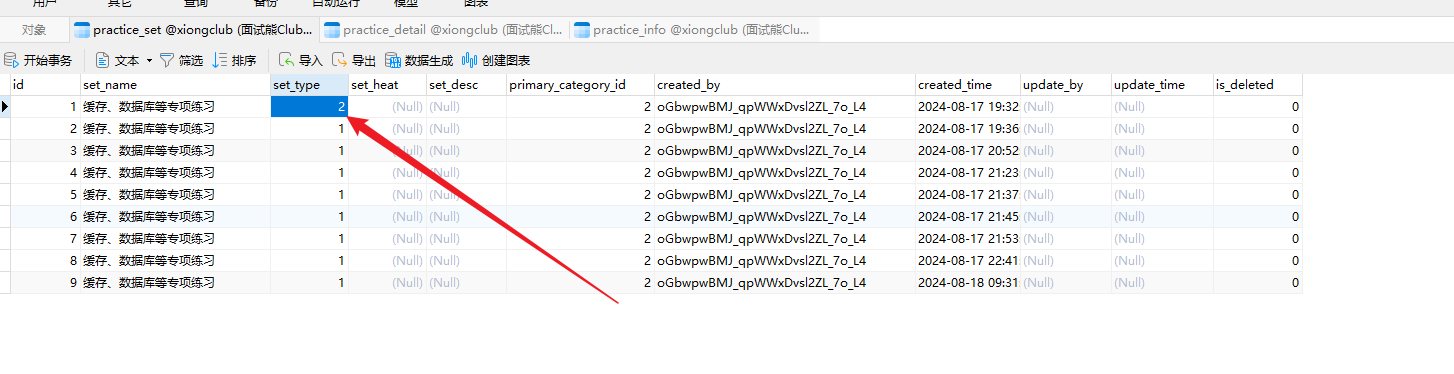 用户 其它 查询 备份 自动运行 模型 图表
对象 practice_set @xiongclub (面试熊Club... practice_detail @xiongclub (面试熊Clu... practice_info @xiongclub (面试熊Clu...
开始事务 文本 筛选 排序 导入 导出 数据生成 创建图表
id set_name set_type set_heat set_desc primary_category_id created_by created_time update_by update_time is_deleted
1 缓存、数据库等专项练习 2 (Null) (Null) 2 oGbwpwBMJ_qpWWxDvsl2ZL_7o_L4 2024-08-17 19:32 (Null) (Null) 0
2 缓存、数据库等专项练习 1 (Null) (Null) 2 oGbwpwBMJ_qpWWxDvsl2ZL_7o_L4 2024-08-17 19:36 (Null) (Null) 0
3 缓存、数据库等专项练习 1 (Null) (Null) 2 oGbwpwBMJ_qpWWxDvsl2ZL_7o_L4 2024-08-17 20:52 (Null) (Null) 0
4 缓存、数据库等专项练习 1 (Null) (Null) 2 oGbwpwBMJ_qpWWxDvsl2ZL_7o_L4 2024-08-17 21:23 (Null) (Null) 0
5 缓存、数据库等专项练习 1 (Null) (Null) 2 oGbwpwBMJ_qpWWxDvsl2ZL_7o_L4 2024-08-17 21:37 (Null) (Null) 0
6 缓存、数据库等专项练习 1 (Null) (Null) 2 oGbwpwBMJ_qpWWxDvsl2ZL_7o_L4 2024-08-17 21:45 (Null) (Null) 0
7 缓存、数据库等专项练习 1 (Null) (Null) 2 oGbwpwBMJ_qpWWxDvsl2ZL_7o_L4 2024-08-17 21:53 (Null) (Null) 0
8 缓存、数据库等专项练习 1 (Null) (Null) 2 oGbwpwBMJ_qpWWxDvsl2ZL_7o_L4 2024-08-17 22:41 (Null) (Null) 0
9 缓存、数据库等专项练习 1 (Null) (Null) 2 oGbwpwBMJ_qpWWxDvsl2ZL_7o_L4 2024-08-18 09:31 (Null) (Null) 0